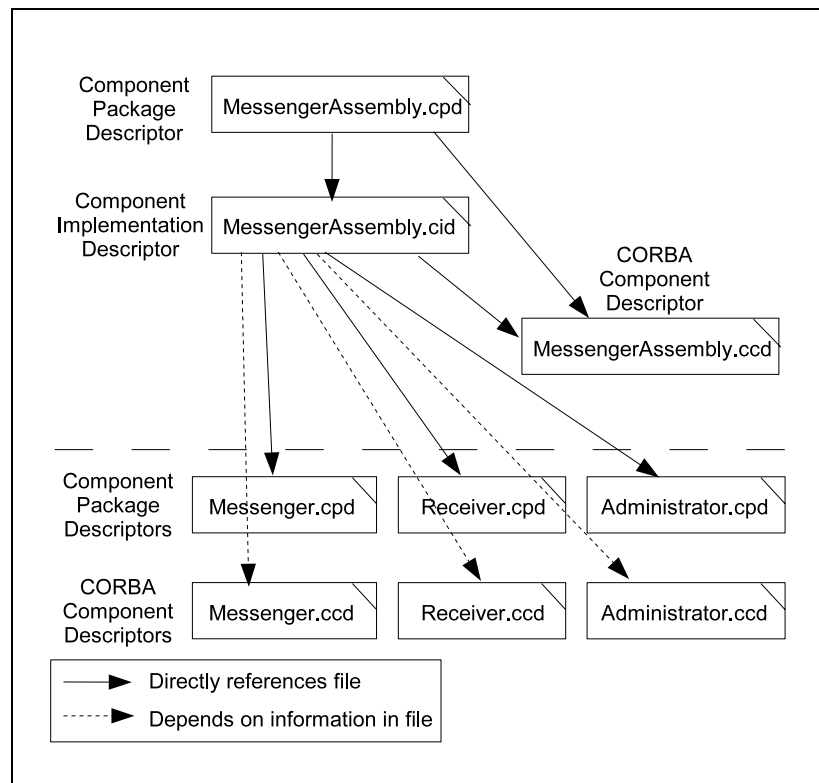 Component
Package
Descriptor
MessengerAssembly.cpd
Component
Implementation
Descriptor
MessengerAssembly.cid
CORBA
Component
Descriptor
MessengerAssembly.ccd
Component
Package
Descriptors
Messenger.cpd
Receiver.cpd
Administrator.cpd
CORBA
Component
Descriptors
Messenger.ccd
Receiver.ccd
Administrator.ccd
Directly references file
Depends on information in file